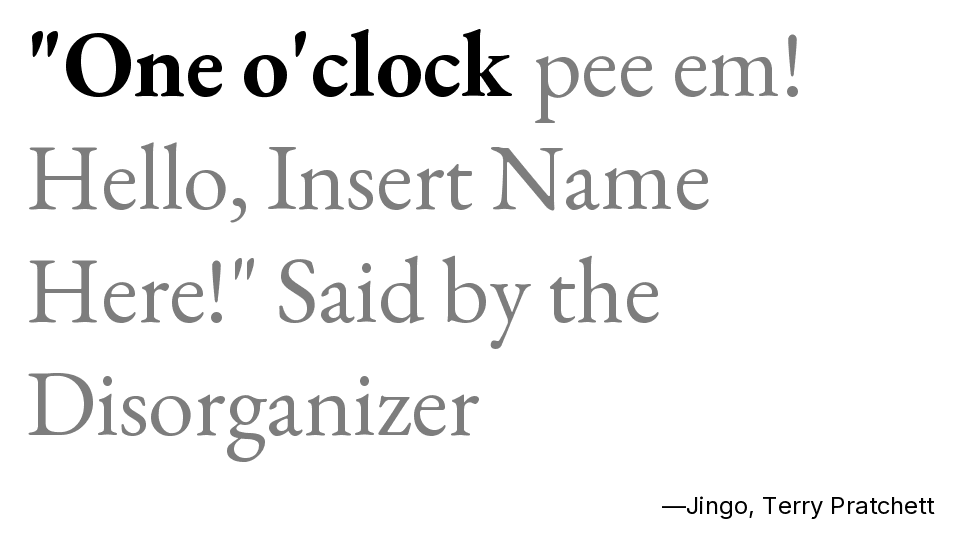 "One o'clock pee em!
Hello, Insert Name
Here!" Said by the
Disorganizer
—Jingo, Terry Pratchett